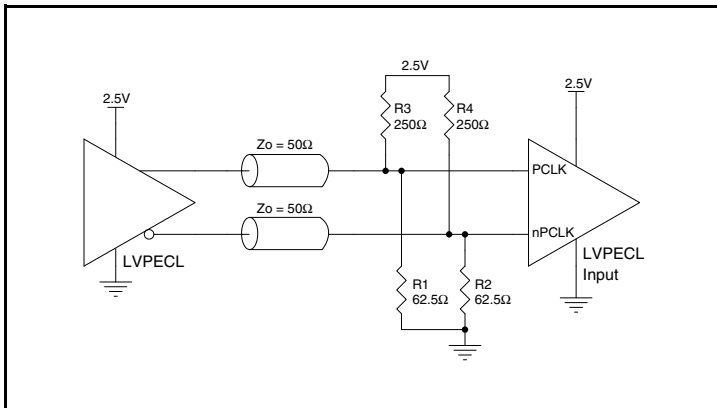 2.5V
2.5V
2.5V
R3
250Ω
R4
250Ω
Zo = 50Ω
PCLK
Zo = 50Ω
nPCLK
LVPECL
LVPECL
Input
R1
62.5Ω
R2
62.5Ω